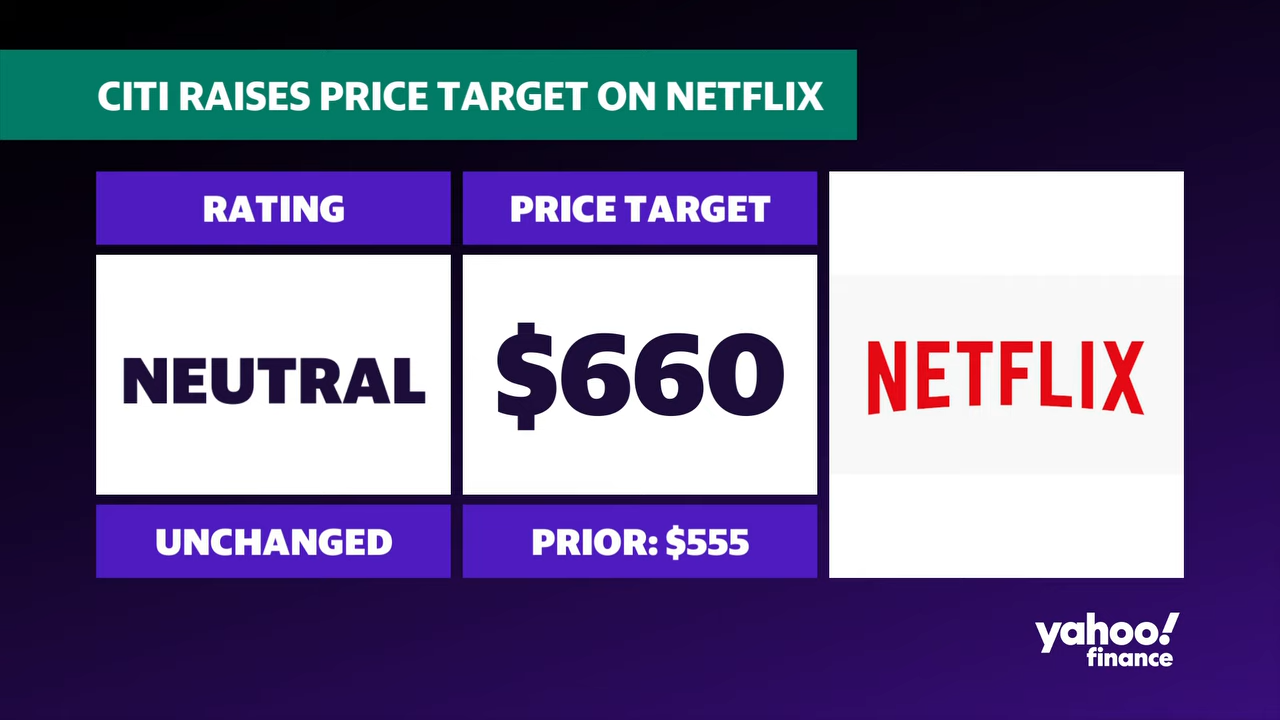 CITI RAISES PRICE TARGET ON NETFLIX
RATING
NEUTRAL
UNCHANGED
PRICE TARGET
$660
PRIOR: $555
NETFLIX
yahoo!
finance